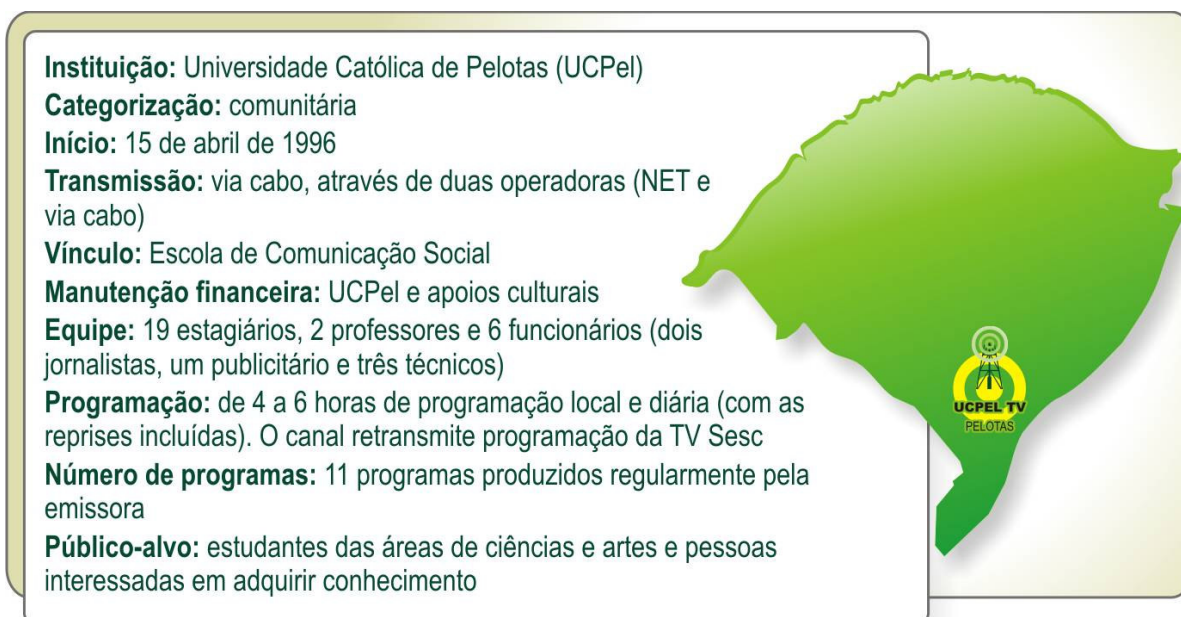 Instituição: Universidade Católica de Pelotas (UCPel)
Categorização: comunitária
Início: 15 de abril de 1996
Transmissão: via cabo, através de duas operadoras (NET e
via cabo)
Vínculo: Escola de Comunicação Social
Manutenção financeira: UCPel e apoios culturais
Equipe: 19 estagiários, 2 professores e 6 funcionários (dois
jornalistas, um publicitário e três técnicos)
Programação: de 4 a 6 horas de programação local e diária (com as
reprises incluídas). O canal retransmite programação da TV Sesc
Número de programas: 11 programas produzidos regularmente pela
emissora
Público-alvo: estudantes das áreas de ciências e artes e pessoas
interessadas em adquirir conhecimento
UCPEL TV
PELOTAS